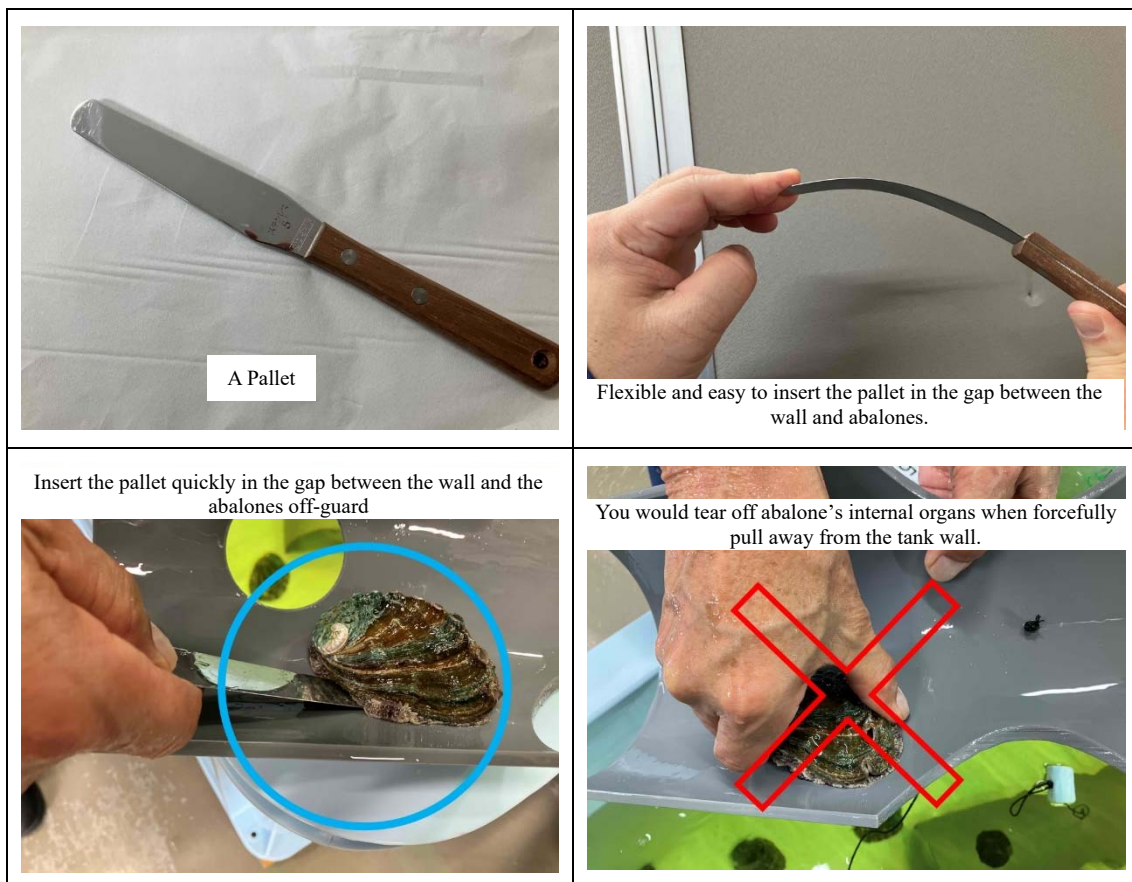 A Pallet
Flexible and easy to insert the pallet in the gap between the
wall and abalones.
Insert the pallet quickly in the gap between the wall and the
abalones off-guard
You would tear off abalone’s internal organs when forcefully
pull away from the tank wall.